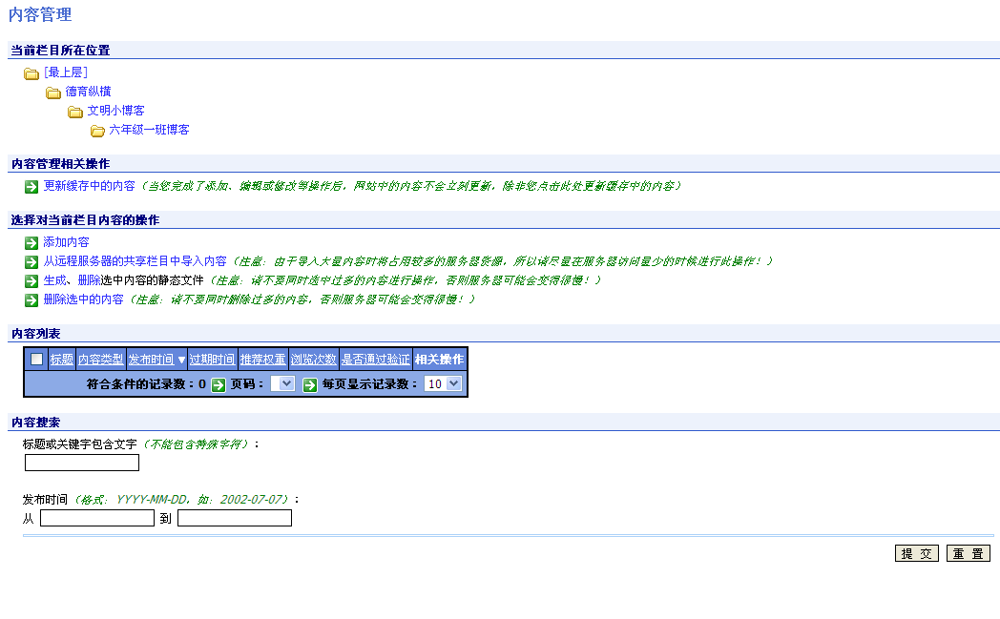 内容管理
当前栏目所在位置
[最上层]
德育纵横
文明小博客
六年级一班博客
内容管理相关操作
更新缓存中的内容（当您完成了添加、编辑或修改等操作后，网站中的内容不会立刻更新，除非您点击此处更新缓存中的内容）
选择对当前栏目内容的操作
添加内容
从远程服务器的共享栏目中导入内容（注意：由于导入大量内容时将占用较多的服务器资源，所以请尽量在服务器访问量少的时候进行此操作！）
生成、删除选中内容的静态文件（注意：请不要同时选中过多的内容进行操作，否则服务器可能会变得很慢！）
删除选中的内容（注意：请不要同时删除过多的内容，否则服务器可能会变得很慢！）
内容列表
标题 内容类型 发布时间▼ 过期时间 推荐权重 浏览次数 是否通过验证 相关操作
符合条件的记录数：0 页码： 每页显示记录数： 10
内容搜索
标题或关键字包含文字（不能包含特殊字符）：
发布时间（格式：YYYY-MM-DD，如：2002-07-07）：
从 到
提 交 重 置